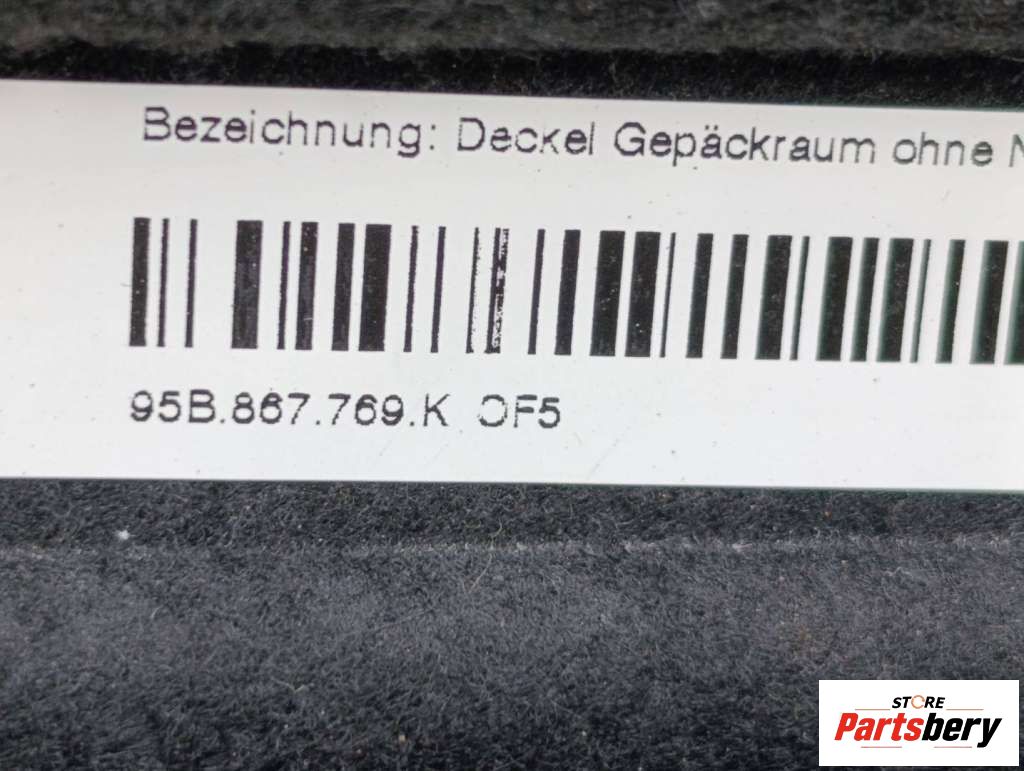 Bezeichnung: Deckel Gepäckraum ohne
95B.867.769.K OF5
STORE
Partsbery